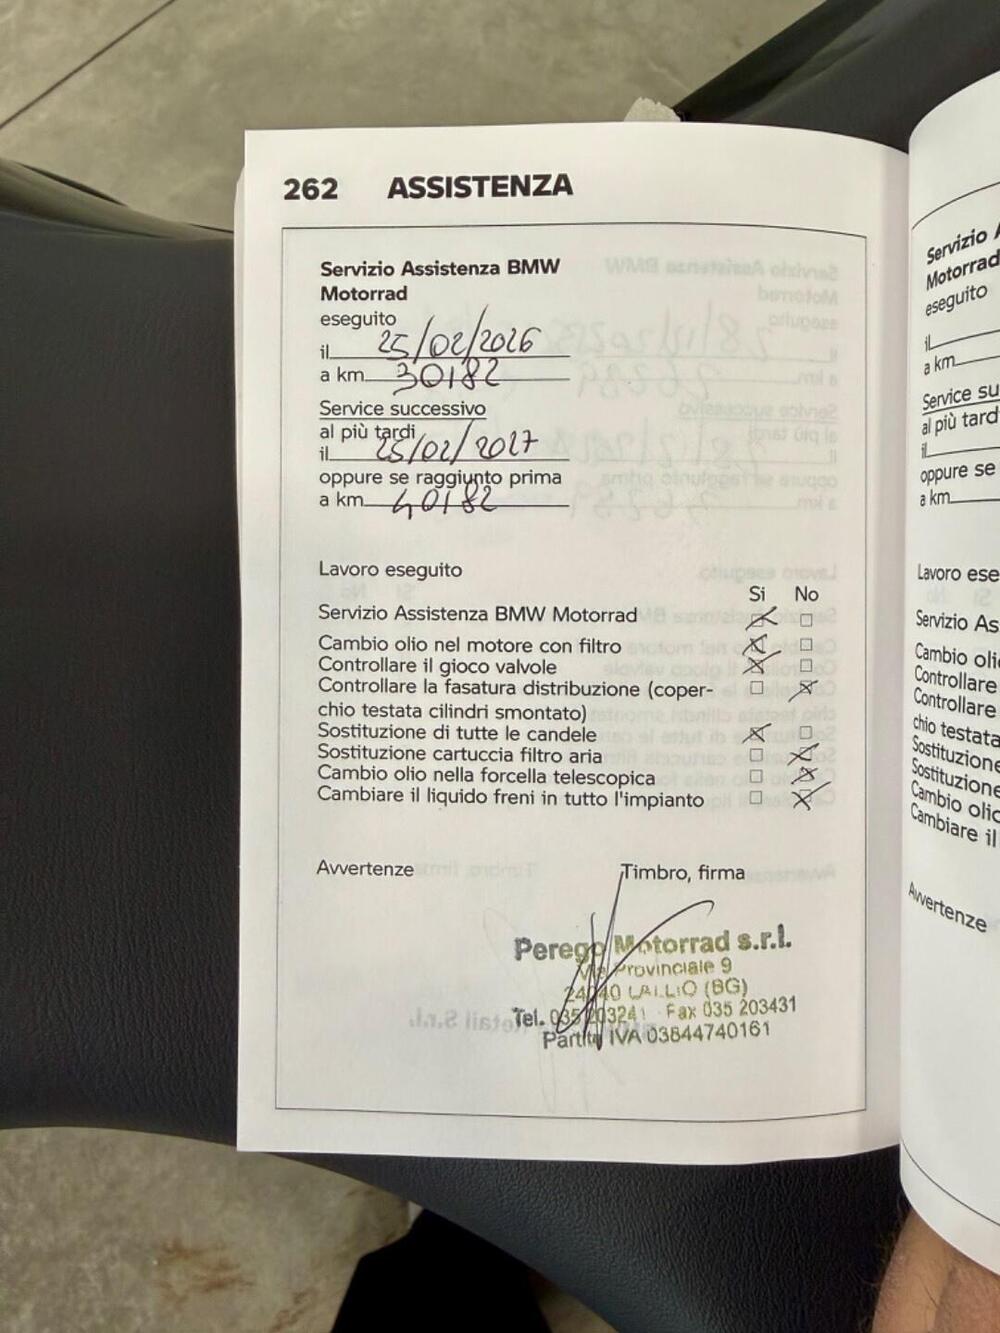 262 ASSISTENZA
Servizio Assistenza BMW
Motorrad
eseguito
il 25/02/2026
a km 30182
Service successivo
al più tardi
il 25/02/2027
oppure se raggiunto prima
a km 40182
Lavoro eseguito
Si No
Servizio Assistenza BMW Motorrad
Cambio olio nel motore con filtro
Controllare il gioco valvole
Controllare la fasatura distribuzione (coper-
chio testata cilindri smontato)
Sostituzione di tutte le candele
Sostituzione cartuccia filtro aria
Cambio olio nella forcella telescopica
Cambiare il liquido freni in tutto l'impianto
Avvertenze Timbro, firma
Perego Motorrad s.r.l.
Via Provinciale 9
24040 LALLIO (BG)
Tel. 035 203241 - Fax 035 203431
Partita IVA 03844740161
Servizio
Motorrad
eseguito
il
a km
Service su
al più tard
il
oppure se
a km
Lavoro ese
Servizio As
Cambio oli
Controllare
Controllare
chio testata
Sostituzione
Sostituzione
Cambio olio
Cambiare il
Avvertenze